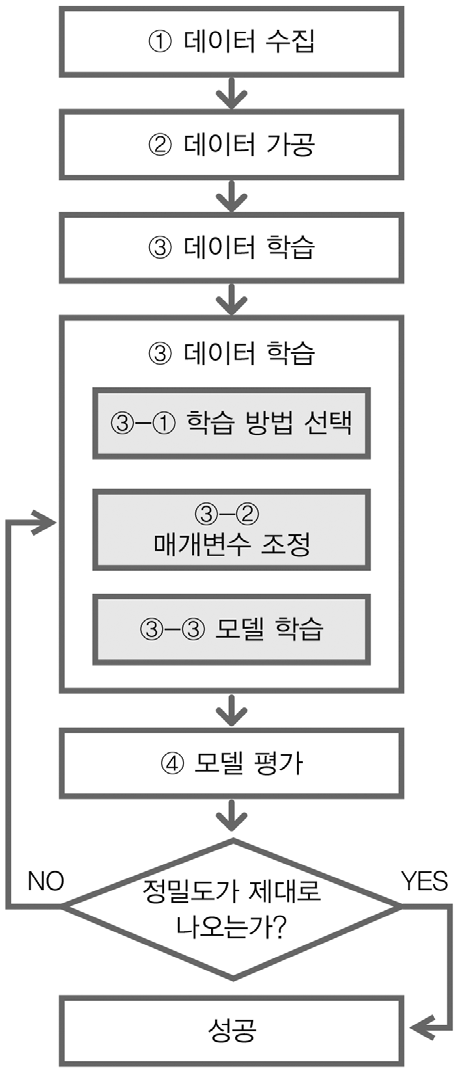 ① 데이터 수집
② 데이터 가공
③ 데이터 학습
③ 데이터 학습
③–① 학습 방법 선택
③–②
매개변수 조정
③–③ 모델 학습
④ 모델 평가
NO
정밀도가 제대로
나오는가?
YES
성공